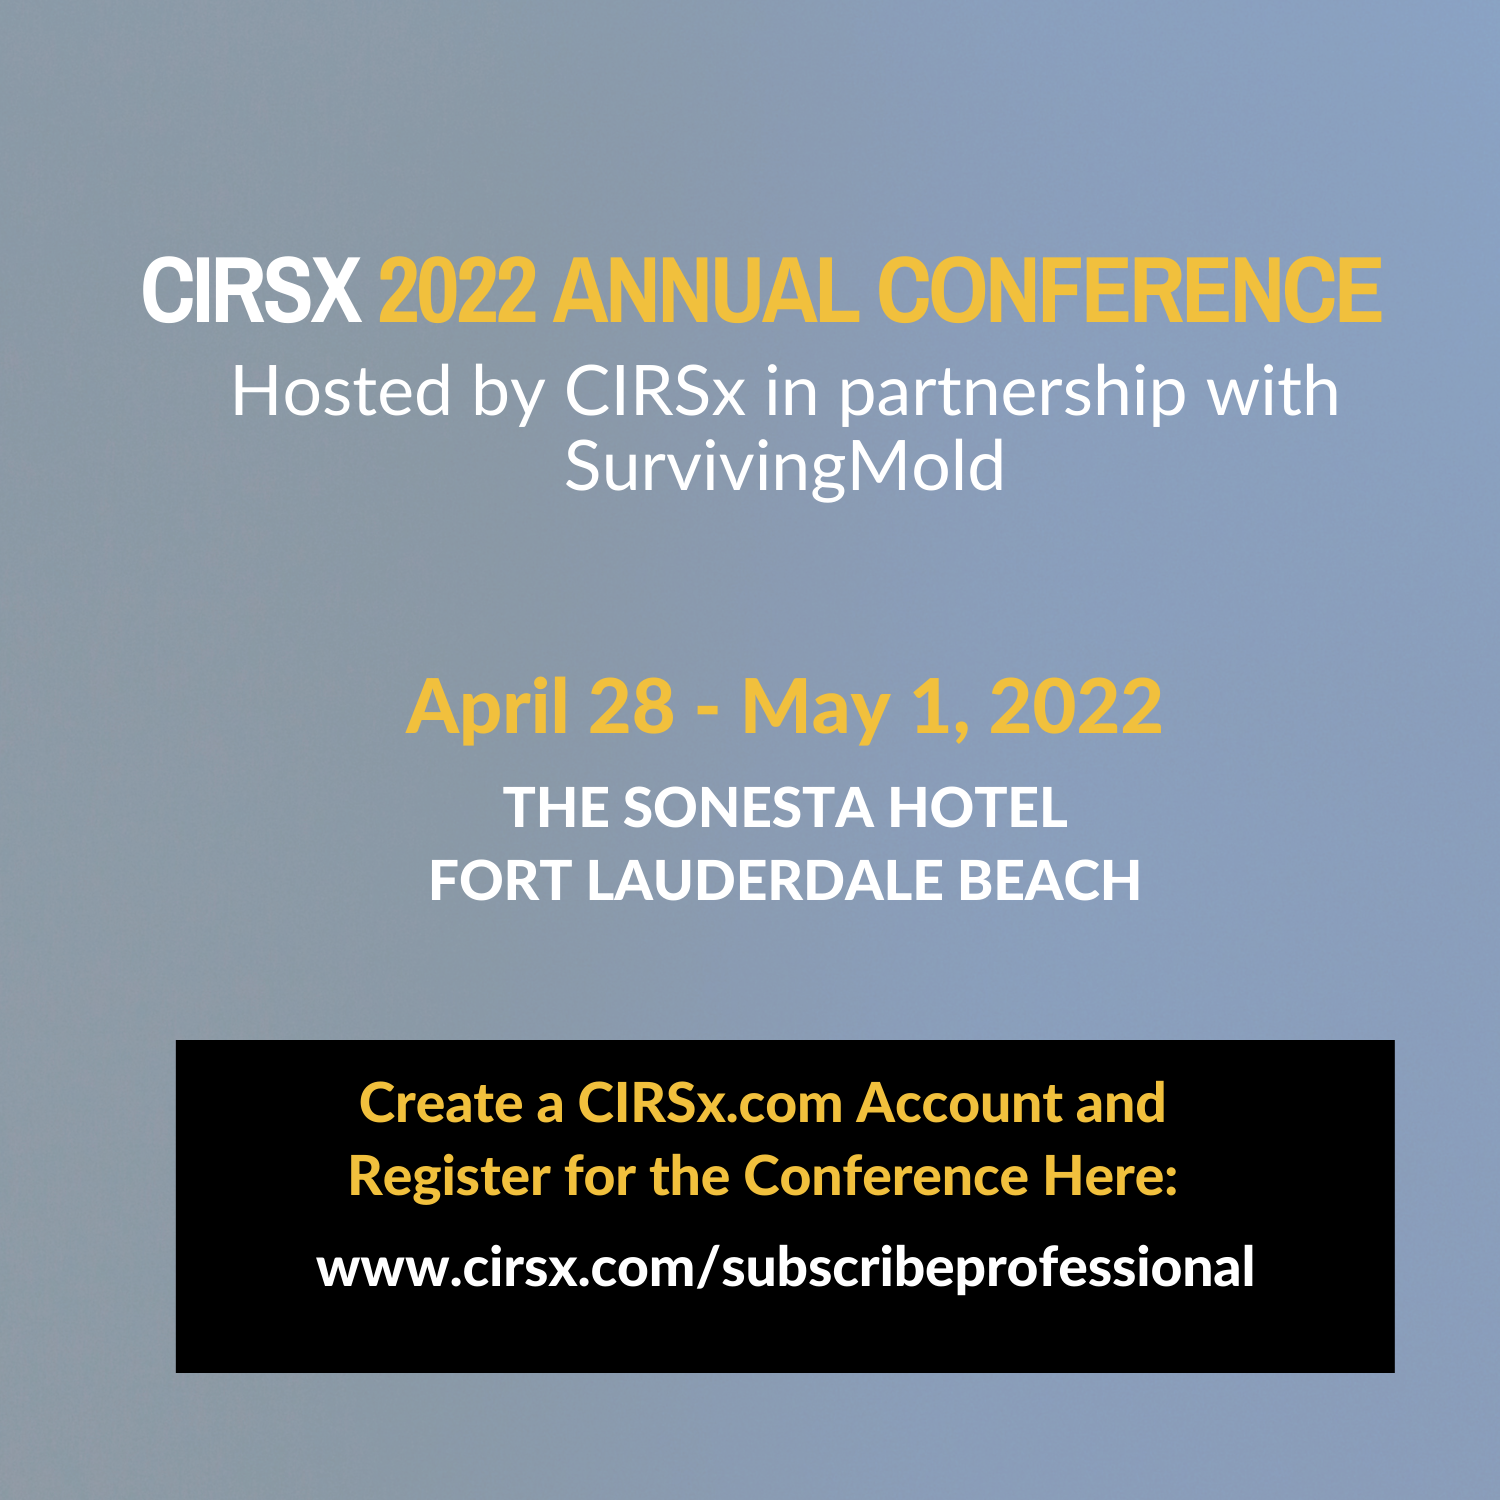 CIRSX 2022 ANNUAL CONFERENCE
Hosted by CIRSx in partnership with
SurvivingMold
April 28 - May 1, 2022
THE SONESTA HOTEL
FORT LAUDERDALE BEACH
Create a CIRSx.com Account and
Register for the Conference Here:
www.cirsx.com/subscribeprofessional